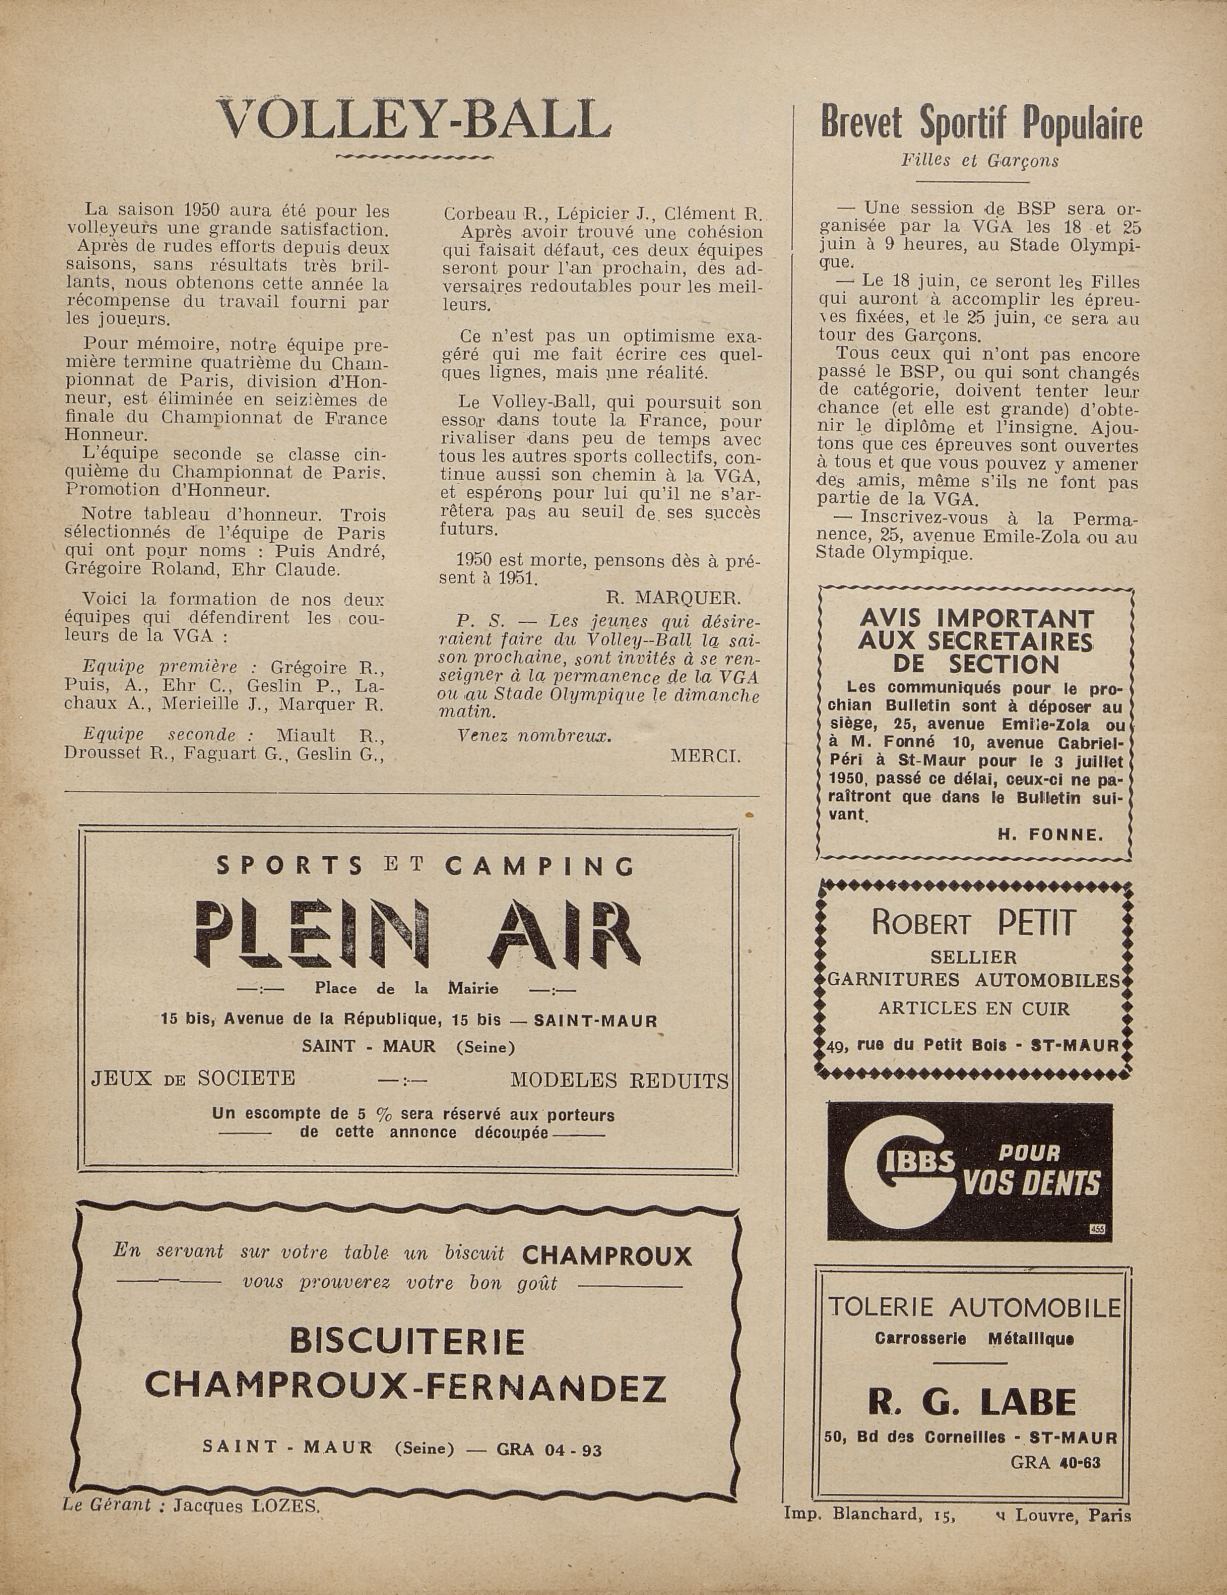 VOLLEY-BALL
La saison 1950 aura été pour les
volleyeurs une grande satisfaction.
Après de rudes efforts depuis deux
saisons, sans résultats très bril-
lants, nous obtenons cette année la
récompense du travail fourni par
les joueurs.
Pour mémoire, notre équipe pre-
mière termine quatrième du Cham-
pionnat de Paris, division d'Hon-
neur, est éliminée en seizièmes de
finale du Championnat de France
Honneur.
L'équipe seconde se classe cin-
quième du Championnat de Paris.
Promotion d'Honneur.
Notre tableau d'honneur. Trois
sélectionnés de l'équipe de Paris
qui ont pour noms : Puis André,
Grégoire Roland, Ehr Claude.
Voici la formation de nos deux
équipes qui défendirent les cou-
leurs de la VGA :
Equipe première : Grégoire R.,
Puis, A., Ehr C., Geslin P., La-
chaux A., Merieille J., Marquer R.
Equipe seconde : Miault R.,
Drousset R., Faguart G., Geslin G.,
Corbeau R., Lépicier J., Clément R.
Après avoir trouvé une cohésion
qui faisait défaut, ces deux équipes
seront pour l'an prochain, des ad-
versaires redoutables pour les meil-
leurs.
Ce n'est pas un optimisme exa-
géré qui me fait écrire ces quel-
ques lignes, mais une réalité.
Le Volley-Ball, qui poursuit son
essor dans toute la France, pour
rivaliser dans peu de temps avec
tous les autres sports collectifs, con-
tinue aussi son chemin à la VGA,
et espérons pour lui qu'il ne s'ar-
rêtera pas au seuil de ses succès
futurs.
1950 est morte, pensons dès à pré-
sent à 1951.
R. MARQUER.
P. S. — Les jeunes qui désire-
raient faire du Volley--Ball la sai-
son prochaine, sont invités à se ren-
seigner à la permanence de la VGA
ou au Stade Olympique le dimanche
matin.
Venez nombreux.
MERCI.
Brevet Sportif Populaire
Filles et Garçons
— Une session de BSP sera or-
ganisée par la VGA les 18 et 25
juin à 9 heures, au Stade Olympi-
que.
— Le 18 juin, ce seront les Filles
qui auront à accomplir les épreu-
ves fixées, et le 25 juin, ce sera au
tour des Garçons.
Tous ceux qui n'ont pas encore
passé le BSP, ou qui sont changés
de catégorie, doivent tenter leur
chance (et elle est grande) d'obte-
nir le diplôme et l'insigne. Ajou-
tons que ces épreuves sont ouvertes
à tous et que vous pouvez y amener
des amis, même s'ils ne font pas
partie de la VGA.
— Inscrivez-vous à la Perma-
nence, 25, avenue Emile-Zola ou au
Stade Olympique.
AVIS IMPORTANT
AUX SECRETAIRES
DE SECTION
Les communiqués pour le pro-
chian Bulletin sont à déposer au
siège, 25, avenue Emile-Zola ou
à M. Fonné 10, avenue Gabriel-
Péri à St-Maur pour le 3 juillet
1950, passé ce délai, ceux-ci ne pa-
raîtront que dans le Bulletin sui-
vant.
H. FONNE.
SPORTS ET CAMPING
PLEIN AIR
—:— Place de la Mairie —:—
15 bis, Avenue de la République, 15 bis — SAINT-MAUR
SAINT - MAUR (Seine)
JEUX DE SOCIETE —:— MODELES REDUITS
Un escompte de 5 % sera réservé aux porteurs
de cette annonce découpée
ROBERT PETIT
SELLIER
GARNITURES AUTOMOBILES
ARTICLES EN CUIR
49, rue du Petit Bois - ST-MAUR
GIBBS POUR
VOS DENTS
455
En servant sur votre table un biscuit CHAMPROUX
vous prouverez votre bon goût
BISCUITERIE
CHAMPROUX-FERNANDEZ
SAINT - MAUR (Seine) — GRA 04 - 93
TOLERIE AUTOMOBILE
Carrosserie Métallique
R. G. LABE
50, Bd des Corneilles - ST-MAUR
GRA 40-63
Le Gérant : Jacques LOZES.
Imp. Blanchard, 15, Louvre, Paris